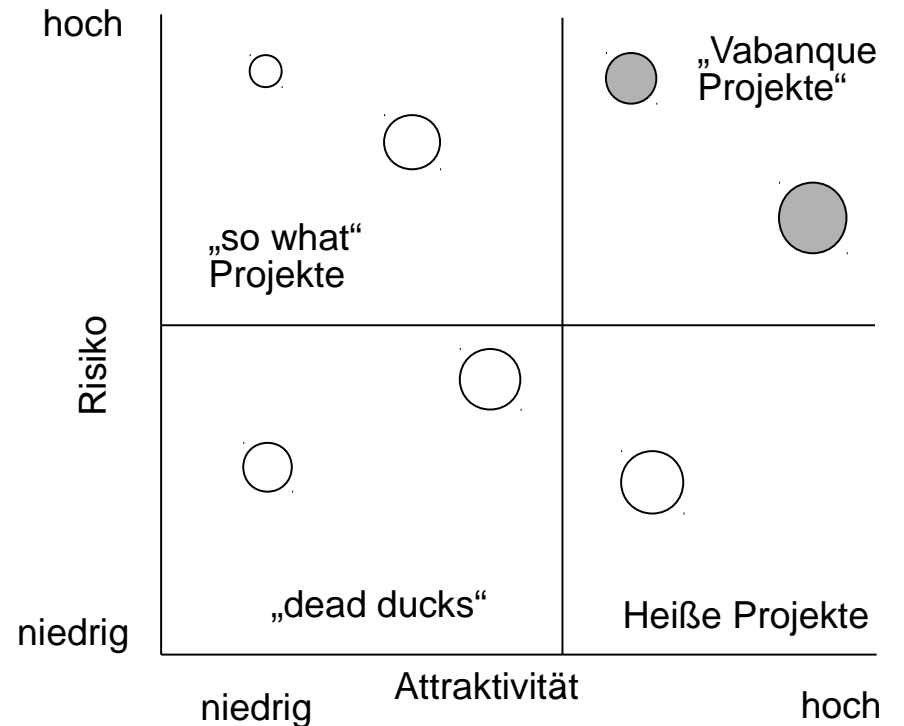 hoch
„Vabanque
Projekte“
„so what“
Projekte
Risiko
„dead ducks“
Heiße Projekte
niedrig
Attraktivität
niedrig
hoch